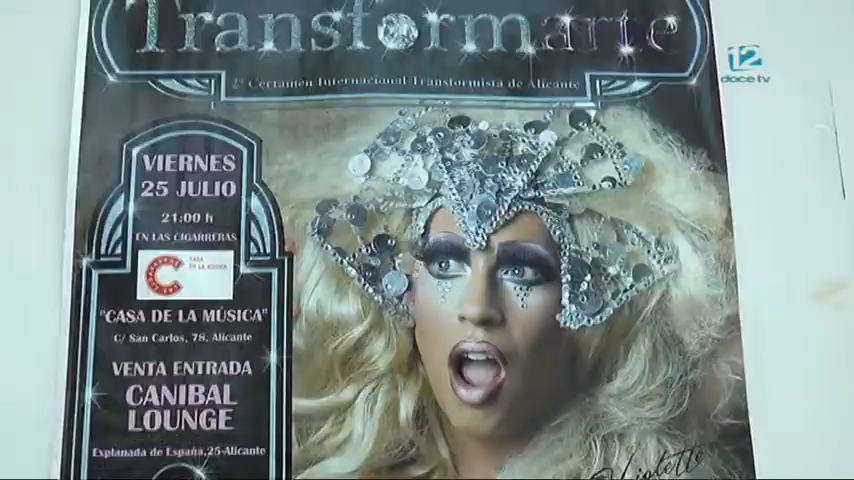 Transformarte
2º Certamen Internacional Transformista de Alicante
12
doce tv
VIERNES
25 JULIO
21:00 h
EN LAS CIGARRERAS
CASA
DE LA MÚSICA
"CASA DE LA MÚSICA"
C/ San Carlos, 78. Alicante
VENTA ENTRADA
CANIBAL
LOUNGE
Esplanada de España,25-Alicante
Violette